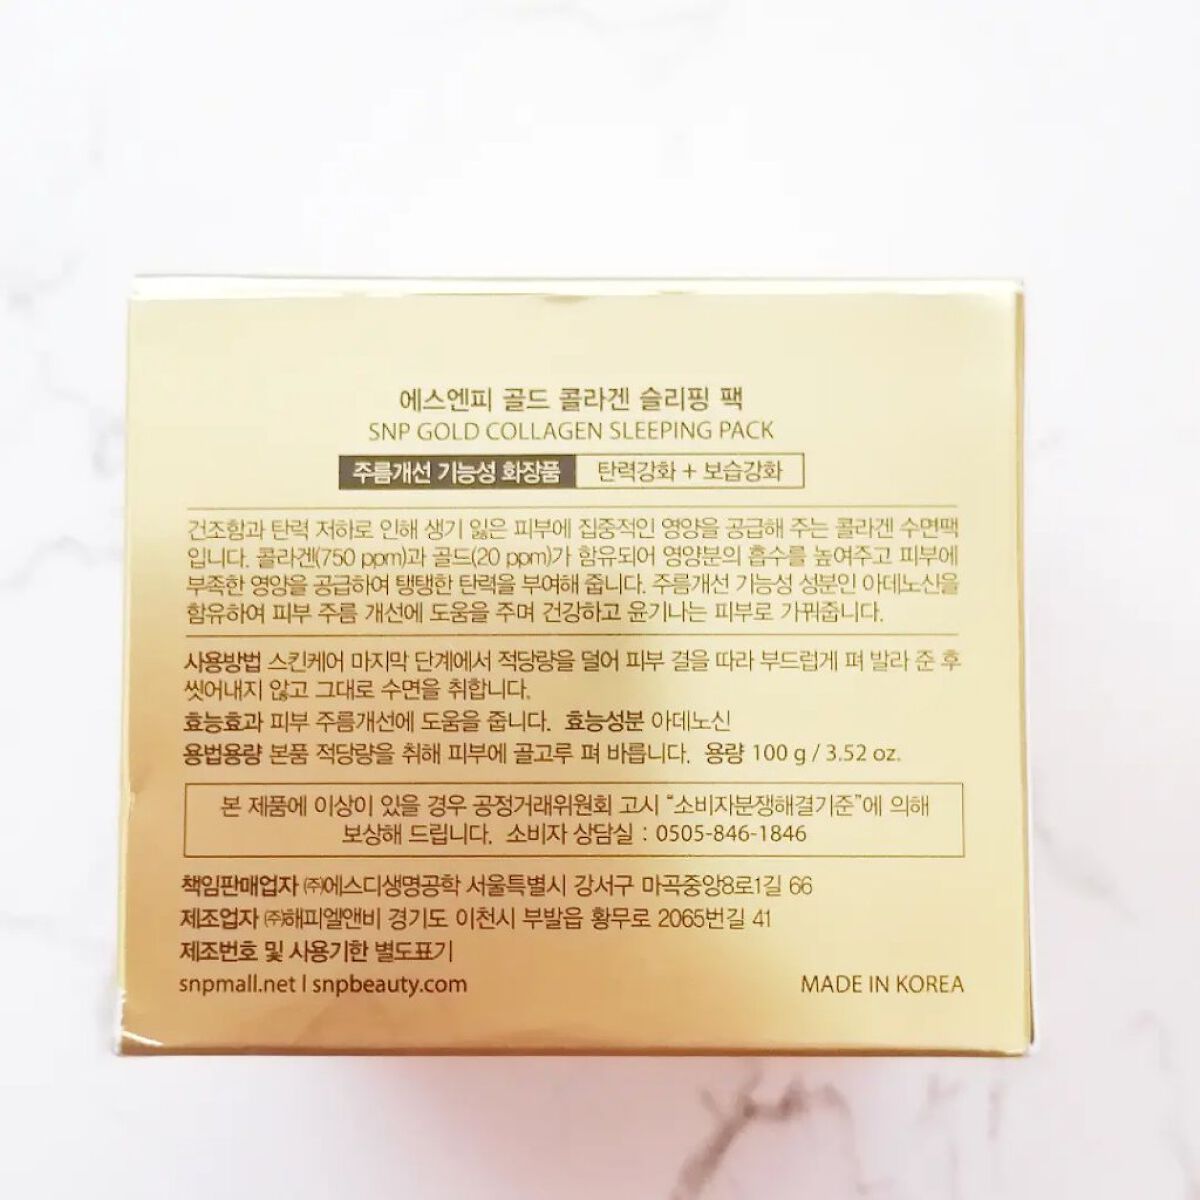 에스엔피 골드 콜라겐 슬리핑 팩
SNP GOLD COLLAGEN SLEEPING PACK
주름개선 기능성 화장품 탄력강화 + 보습강화
건조함과 탄력 저하로 인해 생기 잃은 피부에 집중적인 영양을 공급해 주는 콜라겐 수면팩
입니다. 콜라겐(750 ppm)과 골드(20 ppm)가 함유되어 영양분의 흡수를 높여주고 피부에
부족한 영양을 공급하여 탱탱한 탄력을 부여해 줍니다. 주름개선 기능성 성분인 아데노신을
함유하여 피부 주름 개선에 도움을 주며 건강하고 윤기나는 피부로 가꿔줍니다.
사용방법 스킨케어 마지막 단계에서 적당량을 덜어 피부 결을 따라 부드럽게 펴 발라 준 후
씻어내지 않고 그대로 수면을 취합니다.
효능효과 피부 주름개선에 도움을 줍니다. 효능성분 아데노신
용법용량 본품 적당량을 취해 피부에 골고루 펴 바릅니다. 용량 100 g / 3.52 oz.
본 제품에 이상이 있을 경우 공정거래위원회 고시 "소비자분쟁해결기준"에 의해
보상해 드립니다. 소비자 상담실 : 0505-846-1846
책임판매업자 ㈜에스디생명공학 서울특별시 강서구 마곡중앙8로1길 66
제조업자 ㈜해피엘앤비 경기도 이천시 부발읍 황무로 2065번길 41
제조번호 및 사용기한 별도표기
snpmall.net l snpbeauty.com MADE IN KOREA